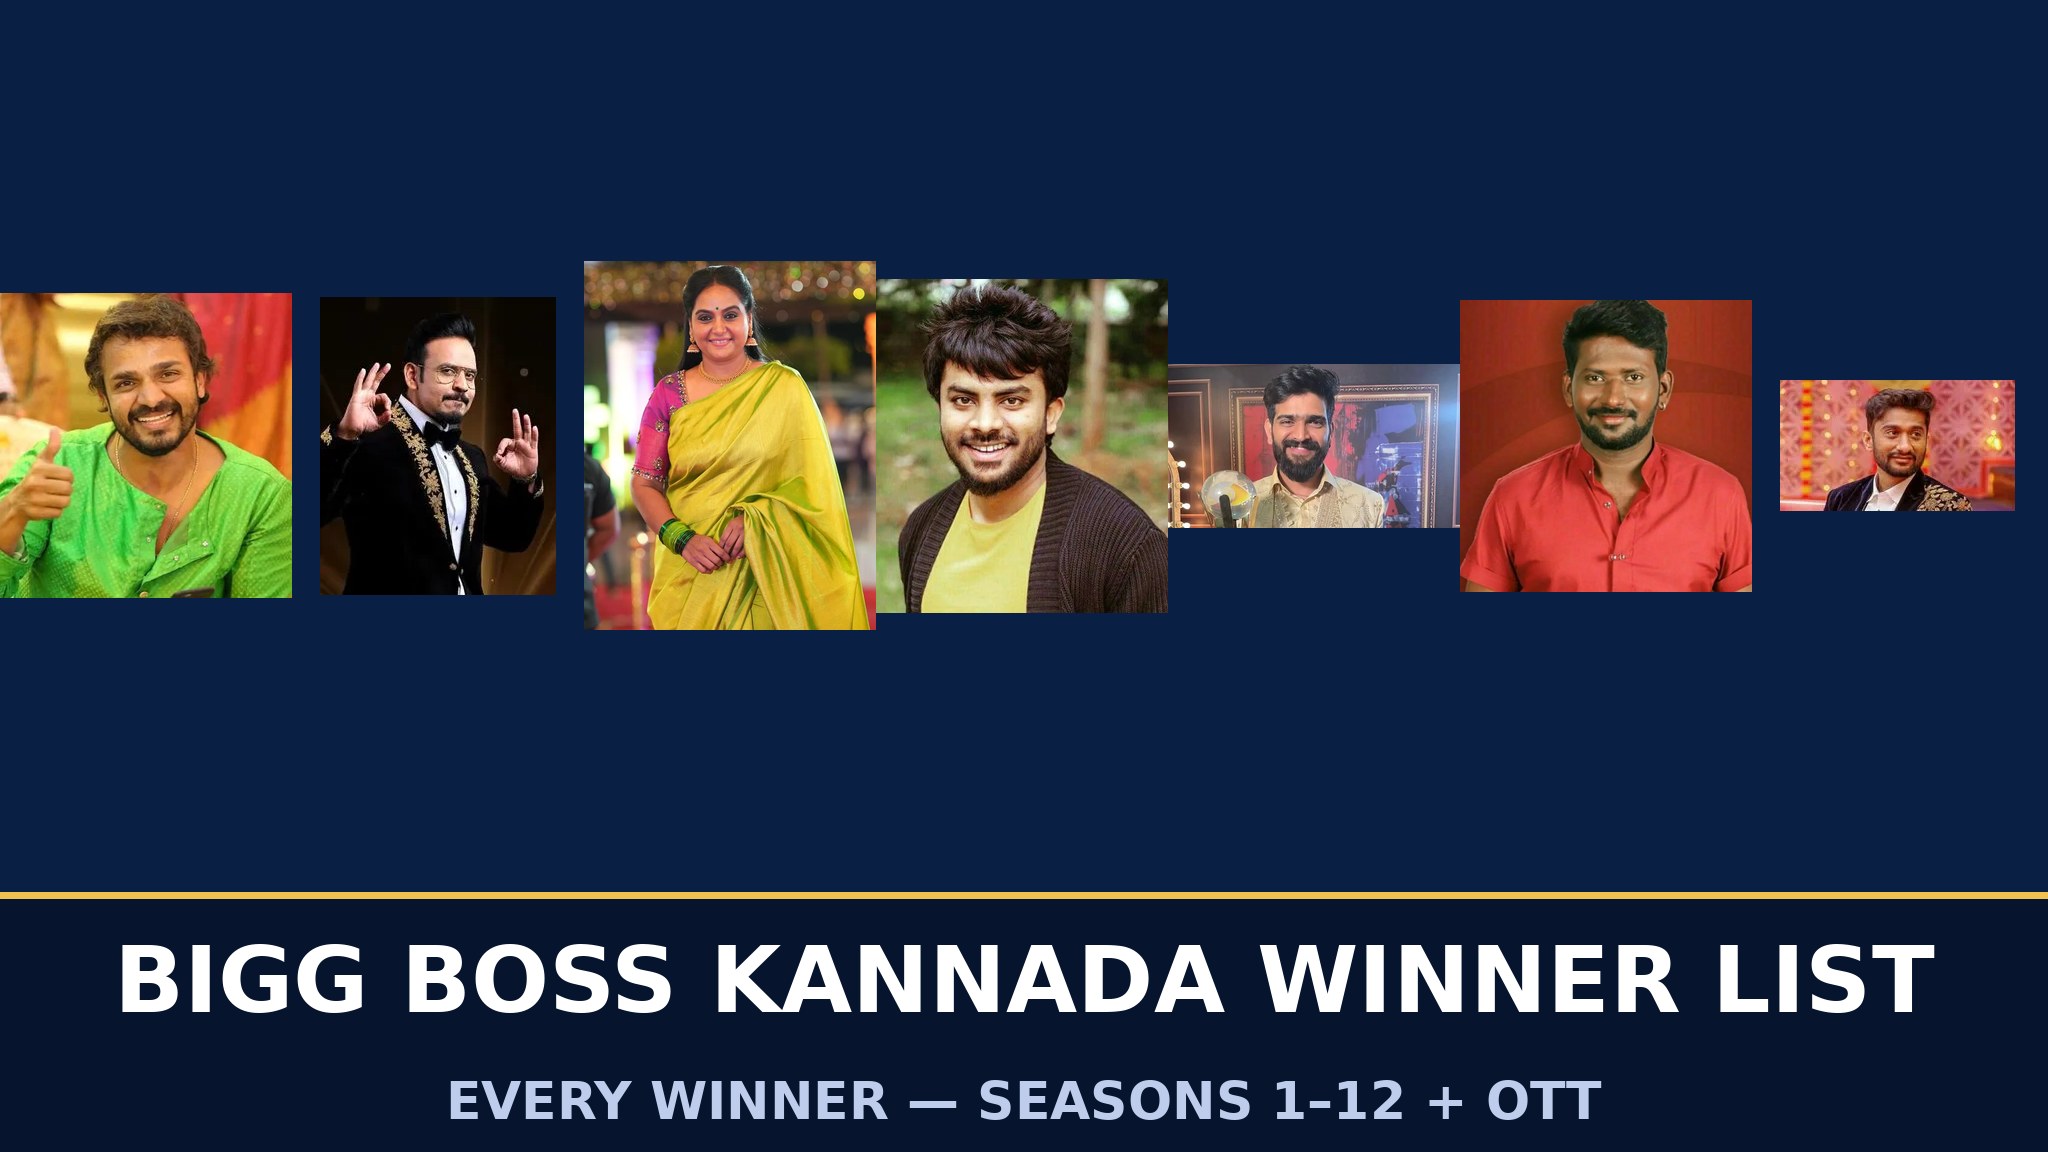 BIGG BOSS KANNADA WINNER LIST
EVERY WINNER — SEASONS 1–12 + OTT